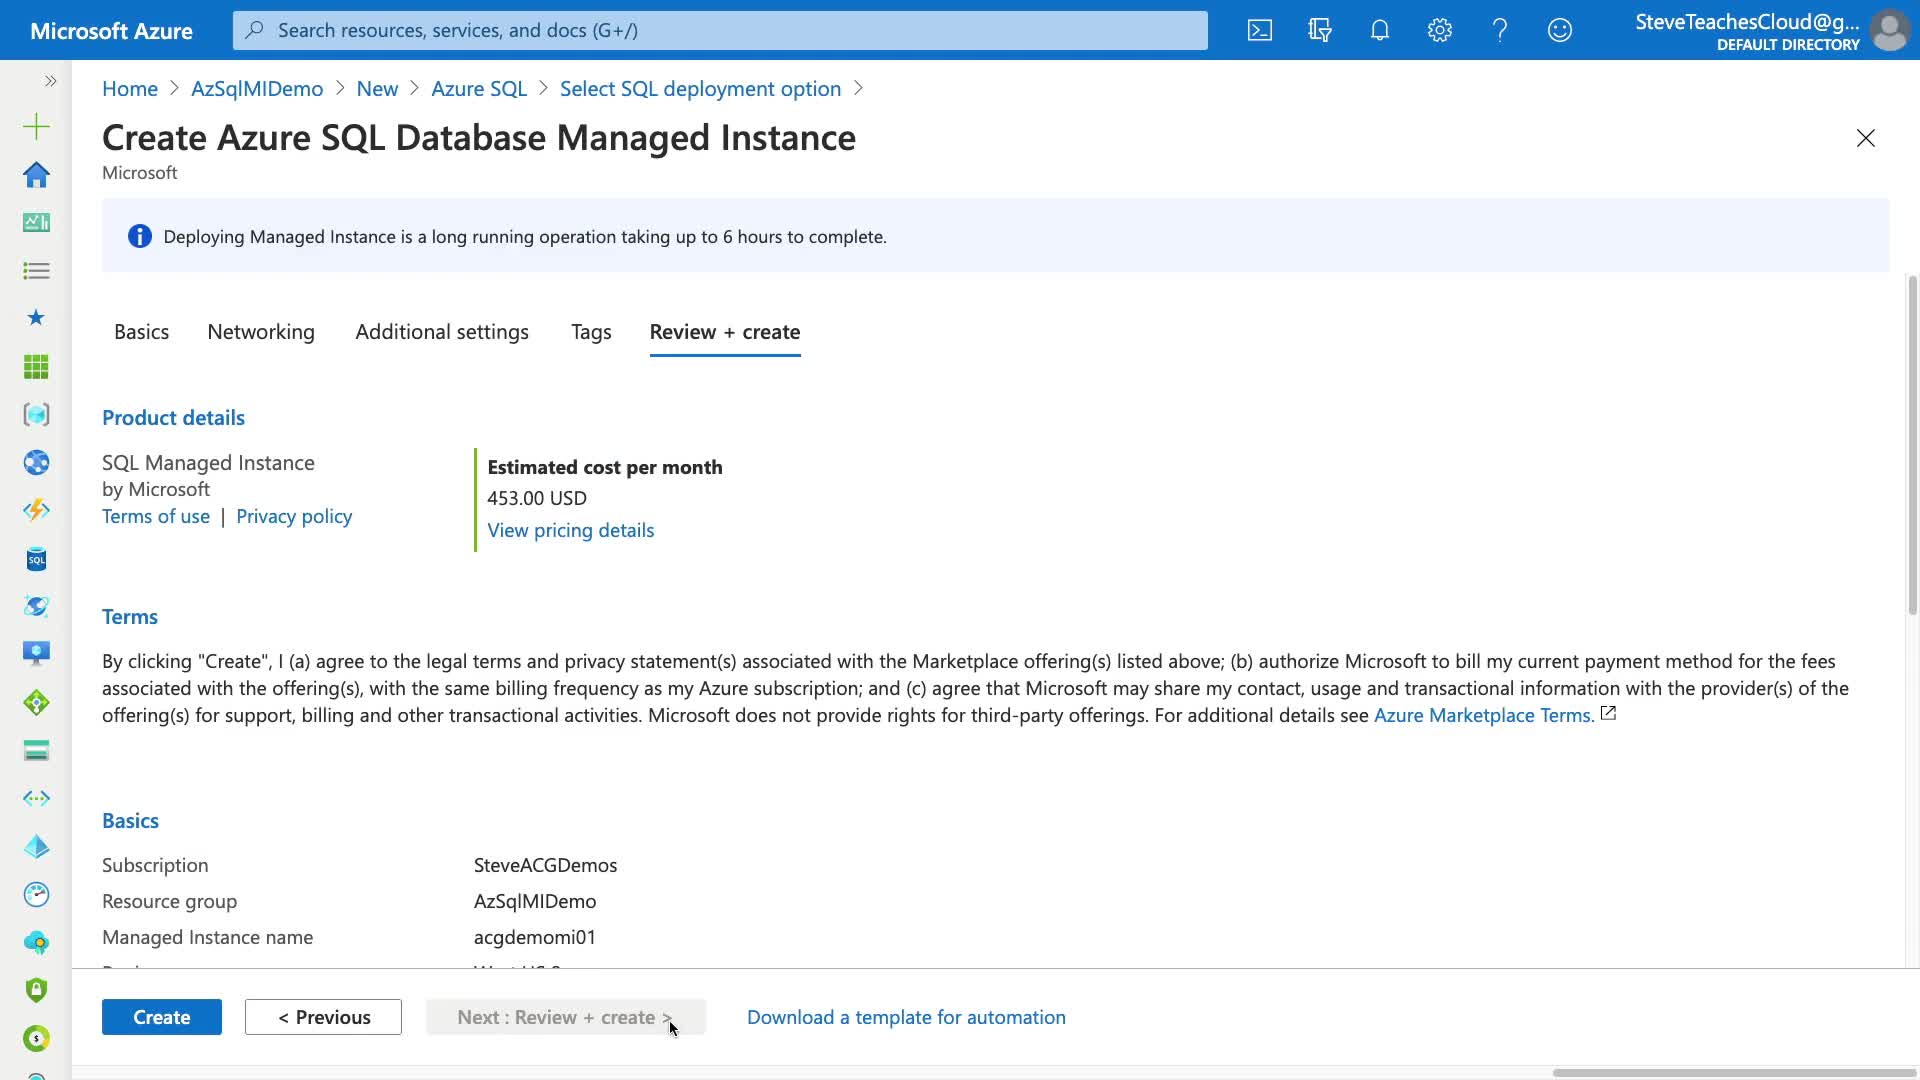 Microsoft Azure
Search resources, services, and docs (G+/)
SteveTeachesCloud@g...
DEFAULT DIRECTORY
Home > AzSqlMIDemo > New > Azure SQL > Select SQL deployment option >
Create Azure SQL Database Managed Instance
Microsoft
Deploying Managed Instance is a long running operation taking up to 6 hours to complete.
Basics Networking Additional settings Tags Review + create
Product details
SQL Managed Instance
by Microsoft
Terms of use | Privacy policy
Estimated cost per month
453.00 USD
View pricing details
Terms
By clicking "Create", I (a) agree to the legal terms and privacy statement(s) associated with the Marketplace offering(s) listed above; (b) authorize Microsoft to bill my current payment method for the fees
associated with the offering(s), with the same billing frequency as my Azure subscription; and (c) agree that Microsoft may share my contact, usage and transactional information with the provider(s) of the
offering(s) for support, billing and other transactional activities. Microsoft does not provide rights for third-party offerings. For additional details see Azure Marketplace Terms.
Basics
Subscription SteveACGDemos
Resource group AzSqlMIDemo
Managed Instance name acgdemomi01
Create < Previous Next : Review + create > Download a template for automation
SQL